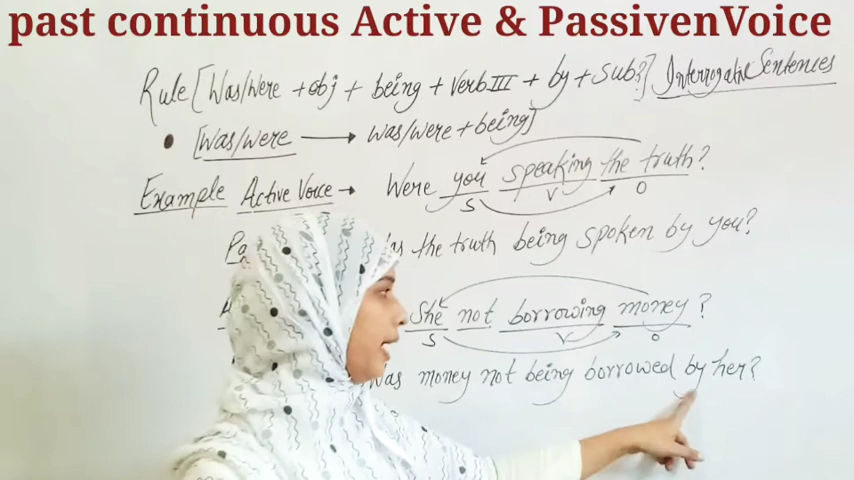 past continuous Active & PassivenVoice
Rule [Was/were + obj + being + Verb III + by + Sub?] Interrogative Sentences
[Was/were → was/were + being]
Example Active Voice → Were you speaking the truth?
S V O
the truth being spoken by you?
She not borrowing money?
S V O
Was money not being borrowed by her?